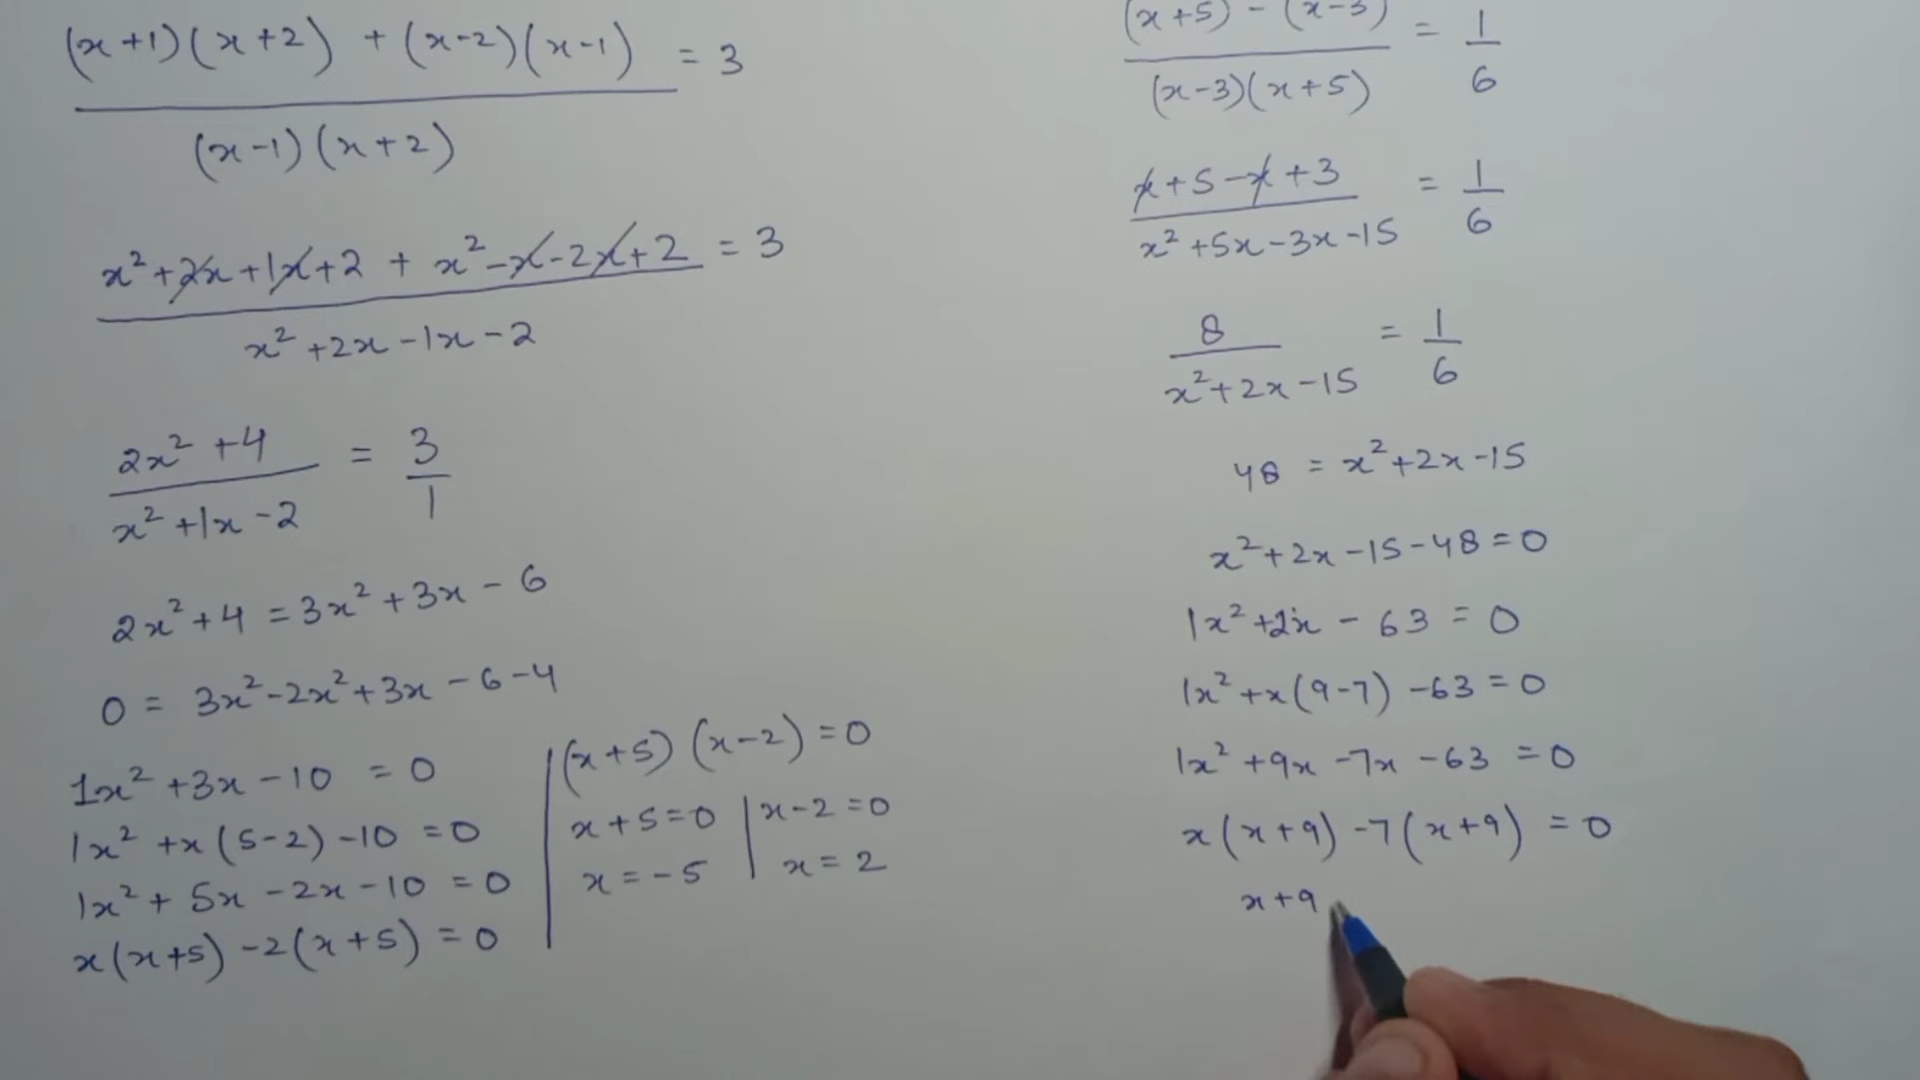 (x+1)(x+2) + (x-2)(x-1) = 3
(x-1)(x+2)
x²+2x+1x+2 + x²-x-2x+2 = 3
x²+2x-1x-2
2x²+4 = 3
x²+1x-2 1
2x²+4 = 3x²+3x-6
0 = 3x²-2x²+3x-6-4
1x²+3x-10 = 0
1x²+x(5-2)-10 = 0
1x²+5x-2x-10 = 0
x(x+5)-2(x+5) = 0
(x+5)(x-2) = 0
x+5=0 | x-2=0
x=-5 | x=2
(x+5) - (x-3) = 1
(x-3)(x+5) 6
x+5-x+3 = 1
x²+5x-3x-15 6
8 = 1
x²+2x-15 6
48 = x²+2x-15
x²+2x-15-48=0
1x²+2x-63=0
1x²+x(9-7)-63=0
1x²+9x-7x-63=0
x(x+9)-7(x+9)=0
x+9